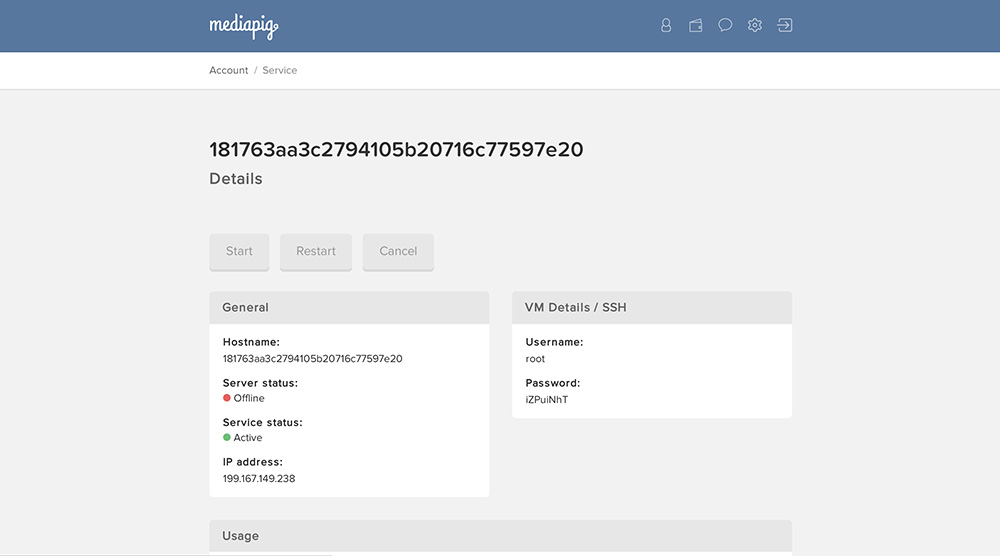 mediapig
Account / Service
181763aa3c2794105b20716c77597e20
Details
Start Restart Cancel
General
Hostname:
181763aa3c2794105b20716c77597e20
Server status:
Offline
Service status:
Active
IP address:
199.167.149.238
VM Details / SSH
Username:
root
Password:
iZPuiNhT
Usage